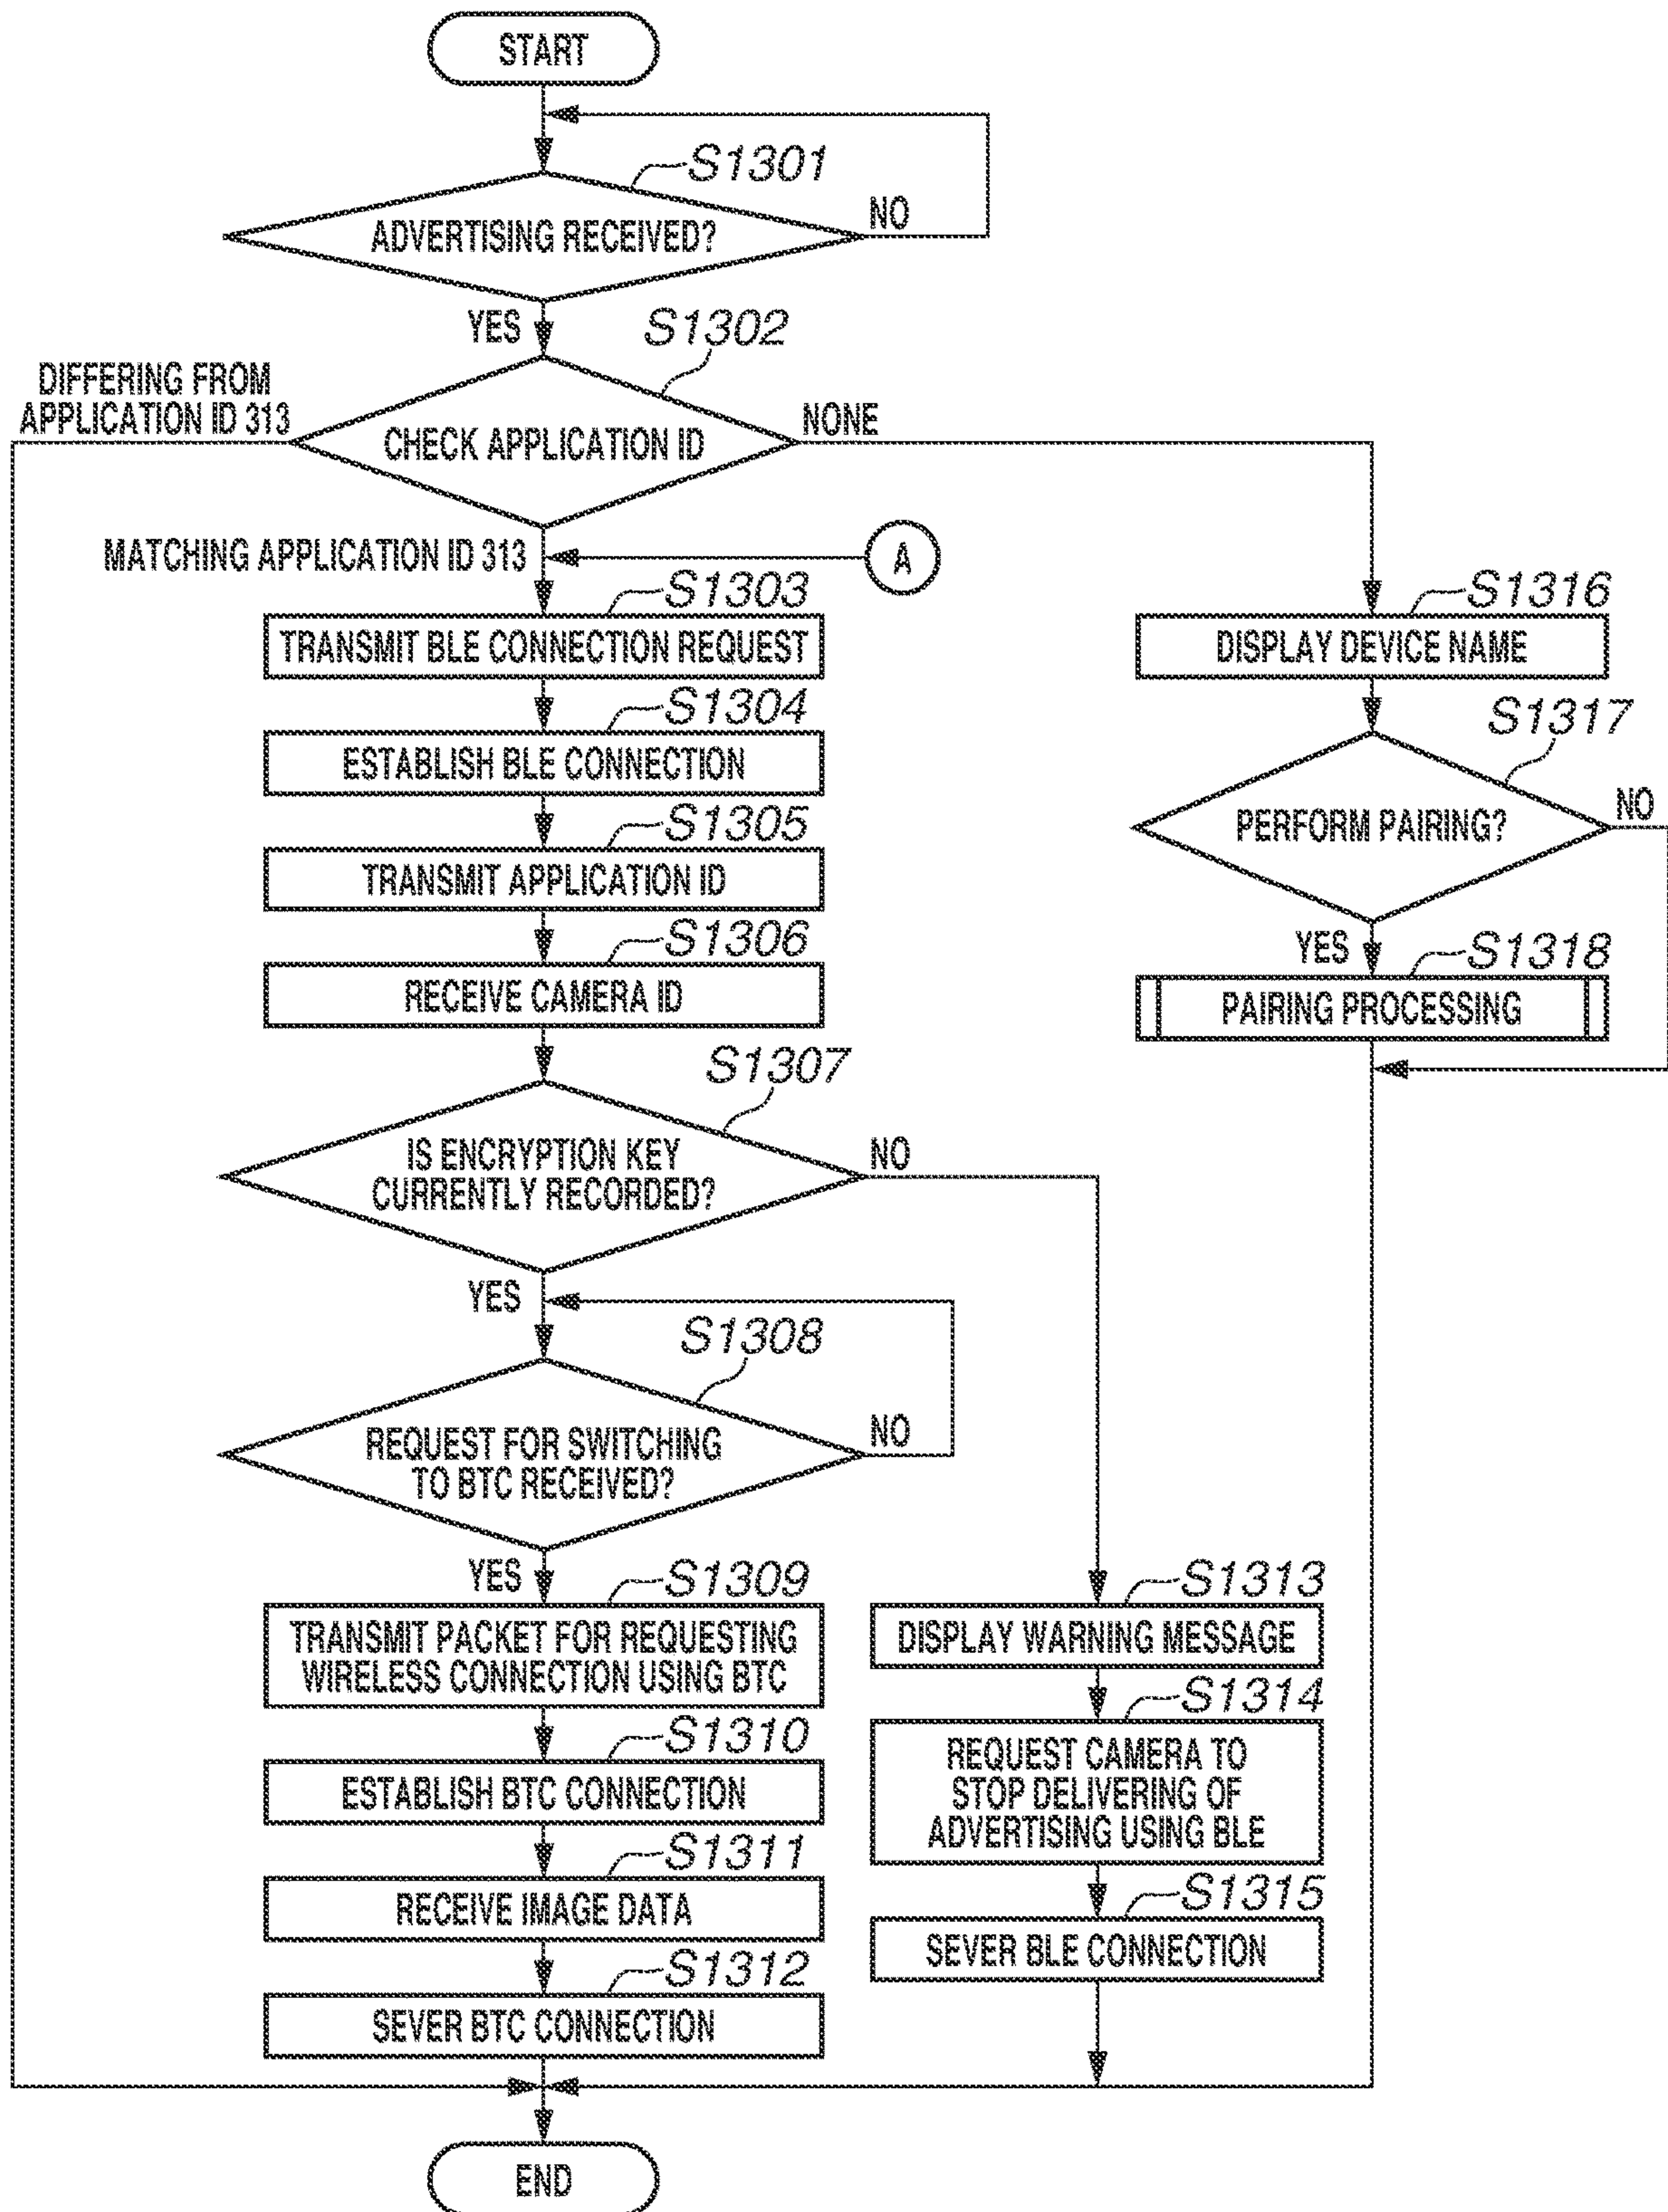 START
S1301
ADVERTISING RECEIVED?
NO
YES
S1302
DIFFERING FROM
APPLICATION ID 313
CHECK APPLICATION ID
NONE
MATCHING APPLICATION ID 313
A
S1303
TRANSMIT BLE CONNECTION REQUEST
S1304
ESTABLISH BLE CONNECTION
S1305
TRANSMIT APPLICATION ID
S1306
RECEIVE CAMERA ID
S1307
IS ENCRYPTION KEY
CURRENTLY RECORDED?
NO
YES
S1308
REQUEST FOR SWITCHING
TO BTC RECEIVED?
NO
YES
S1309
TRANSMIT PACKET FOR REQUESTING
WIRELESS CONNECTION USING BTC
S1310
ESTABLISH BTC CONNECTION
S1311
RECEIVE IMAGE DATA
S1312
SEVER BTC CONNECTION
S1313
DISPLAY WARNING MESSAGE
S1314
REQUEST CAMERA TO
STOP DELIVERING OF
ADVERTISING USING BLE
S1315
SEVER BLE CONNECTION
S1316
DISPLAY DEVICE NAME
S1317
PERFORM PAIRING?
NO
YES
S1318
PAIRING PROCESSING
END